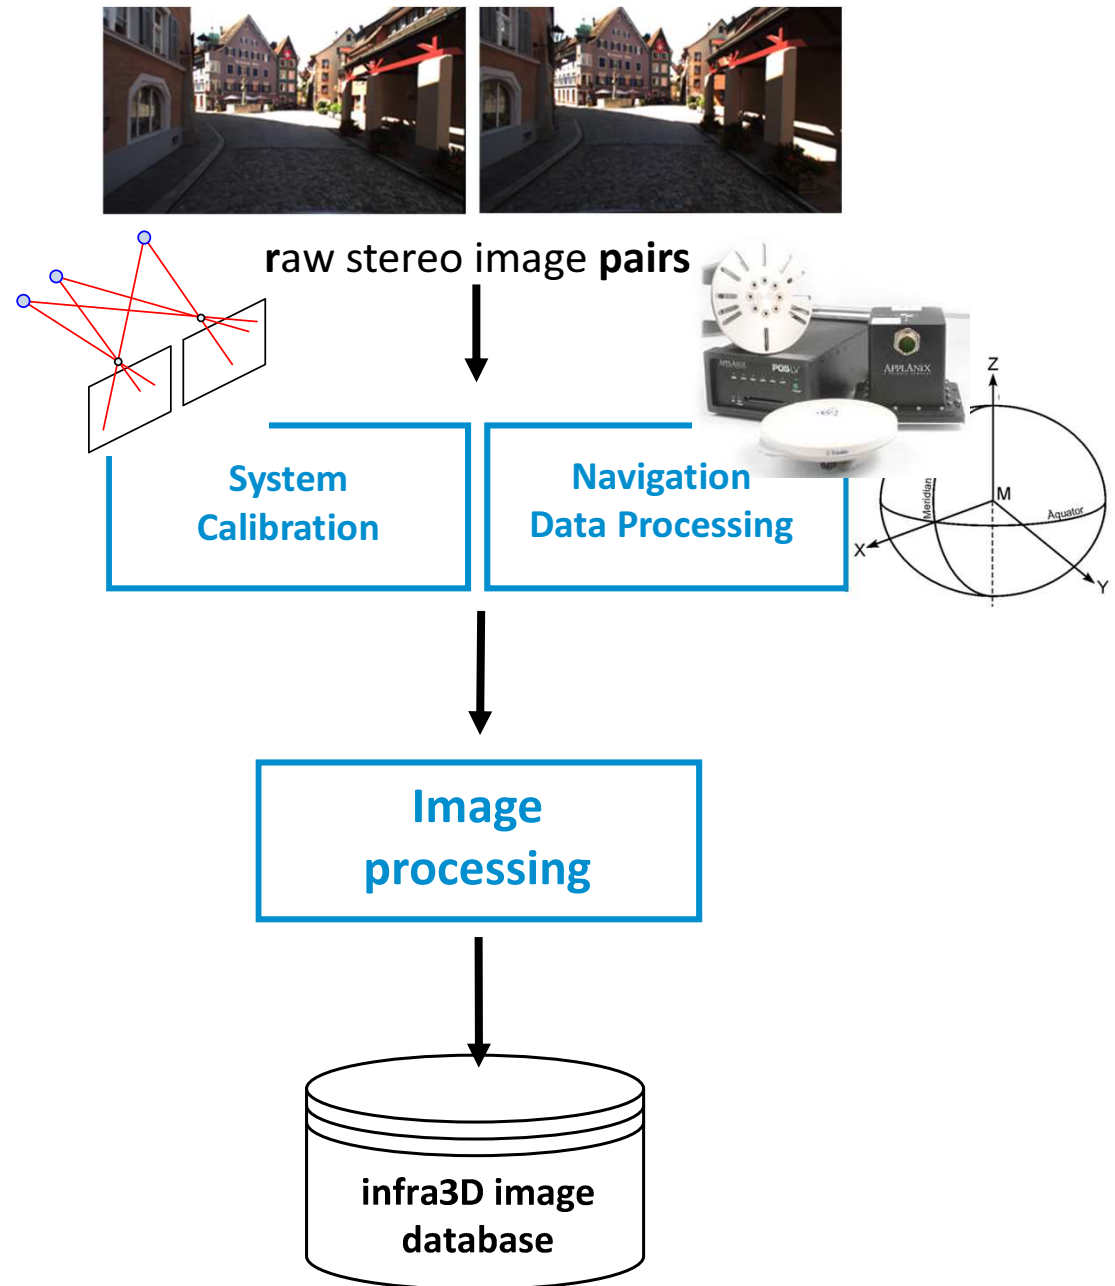 raw stereo image pairs
APPLANIX
POS LV
APPLANIX
System
Calibration
Navigation
Data Processing
Z
M
Meridian
Äquator
X
Y
Image
processing
infra3D image
database